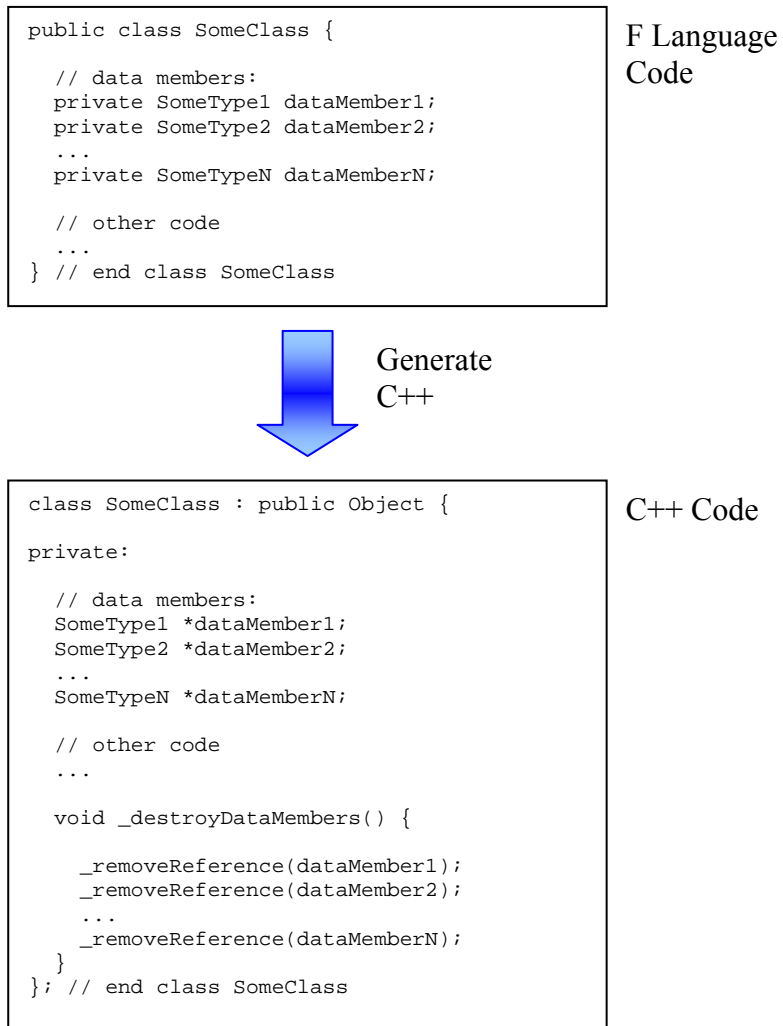 public class SomeClass {
// data members:
private SomeType1 dataMember1;
private SomeType2 dataMember2;
...
private SomeTypeN dataMemberN;
// other code
...
} // end class SomeClass
F Language
Code
Generate
C++
class SomeClass : public Object {
private:
// data members:
SomeType1 *dataMember1;
SomeType2 *dataMember2;
...
SomeTypeN *dataMemberN;
// other code
...
void _destroyDataMembers() {
_removeReference(dataMember1);
_removeReference(dataMember2);
...
_removeReference(dataMemberN);
}
}; // end class SomeClass
C++ Code